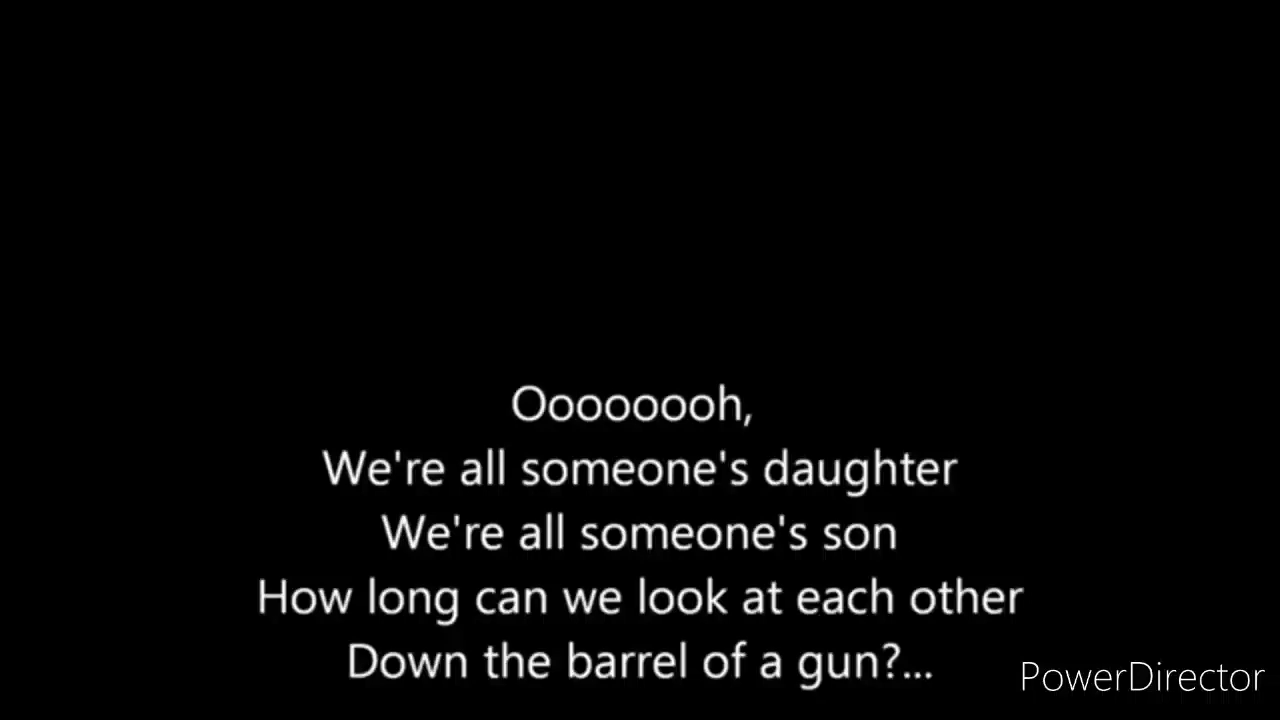 Oooooooh,
We're all someone's daughter
We're all someone's son
How long can we look at each other
Down the barrel of a gun?...
PowerDirector